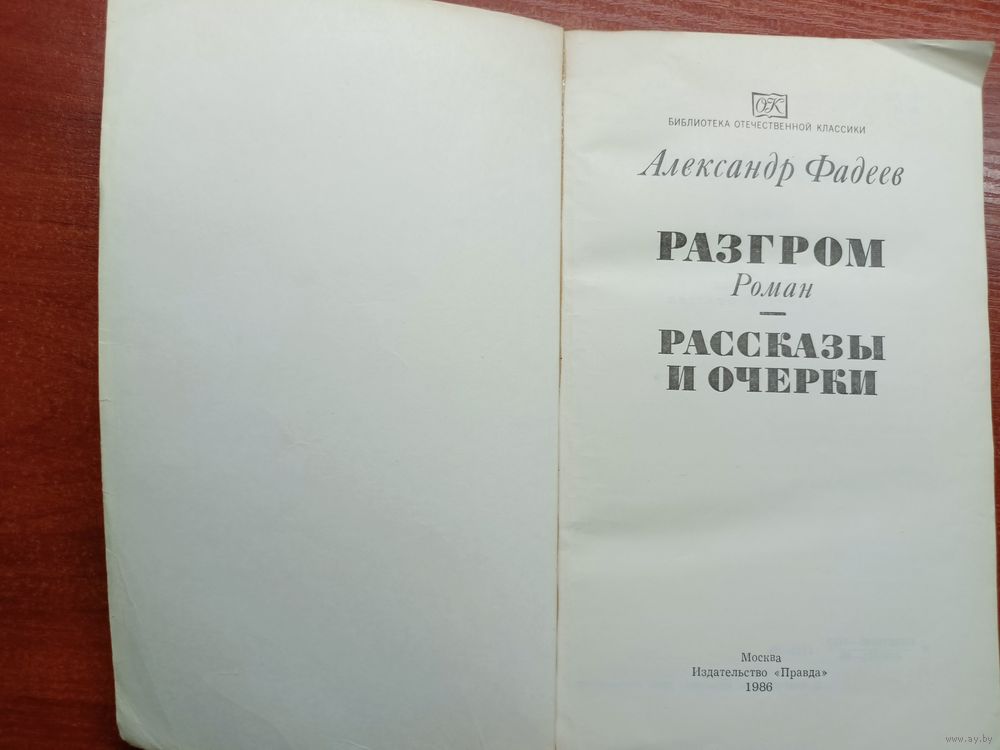 ОК
БИБЛИОТЕКА ОТЕЧЕСТВЕННОЙ КЛАССИКИ
Александр Фадеев
РАЗГРОМ
Роман
РАССКАЗЫ
И ОЧЕРКИ
Москва
Издательство «Правда»
1986
www.ay.by